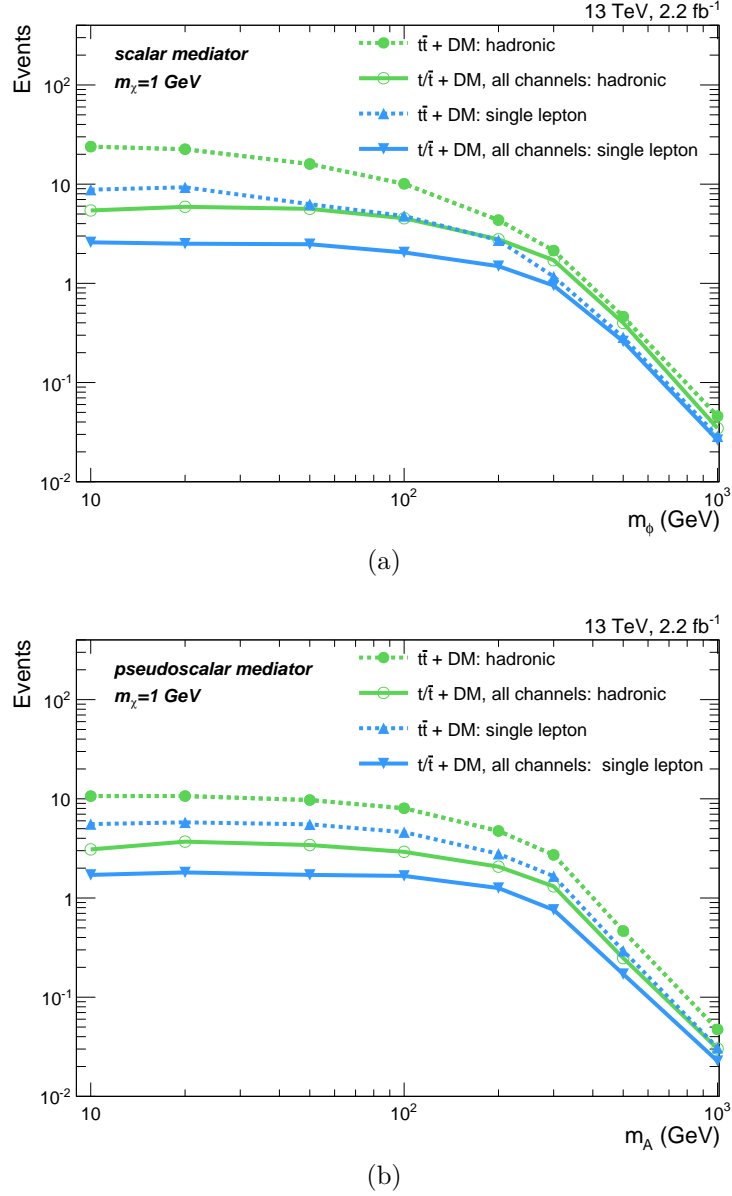 13 TeV, 2.2 fb⁻¹
Events
scalar mediator
m_χ=1 GeV
tt̄ + DM: hadronic
t/t̄ + DM, all channels: hadronic
tt̄ + DM: single lepton
t/t̄ + DM, all channels: single lepton
10²
10
1
10⁻¹
10⁻²
10 10² 10³
m_ϕ (GeV)
(a)
13 TeV, 2.2 fb⁻¹
Events
pseudoscalar mediator
m_χ=1 GeV
tt̄ + DM: hadronic
t/t̄ + DM, all channels: hadronic
tt̄ + DM: single lepton
t/t̄ + DM, all channels: single lepton
10²
10
1
10⁻¹
10⁻²
10 10² 10³
m_A (GeV)
(b)